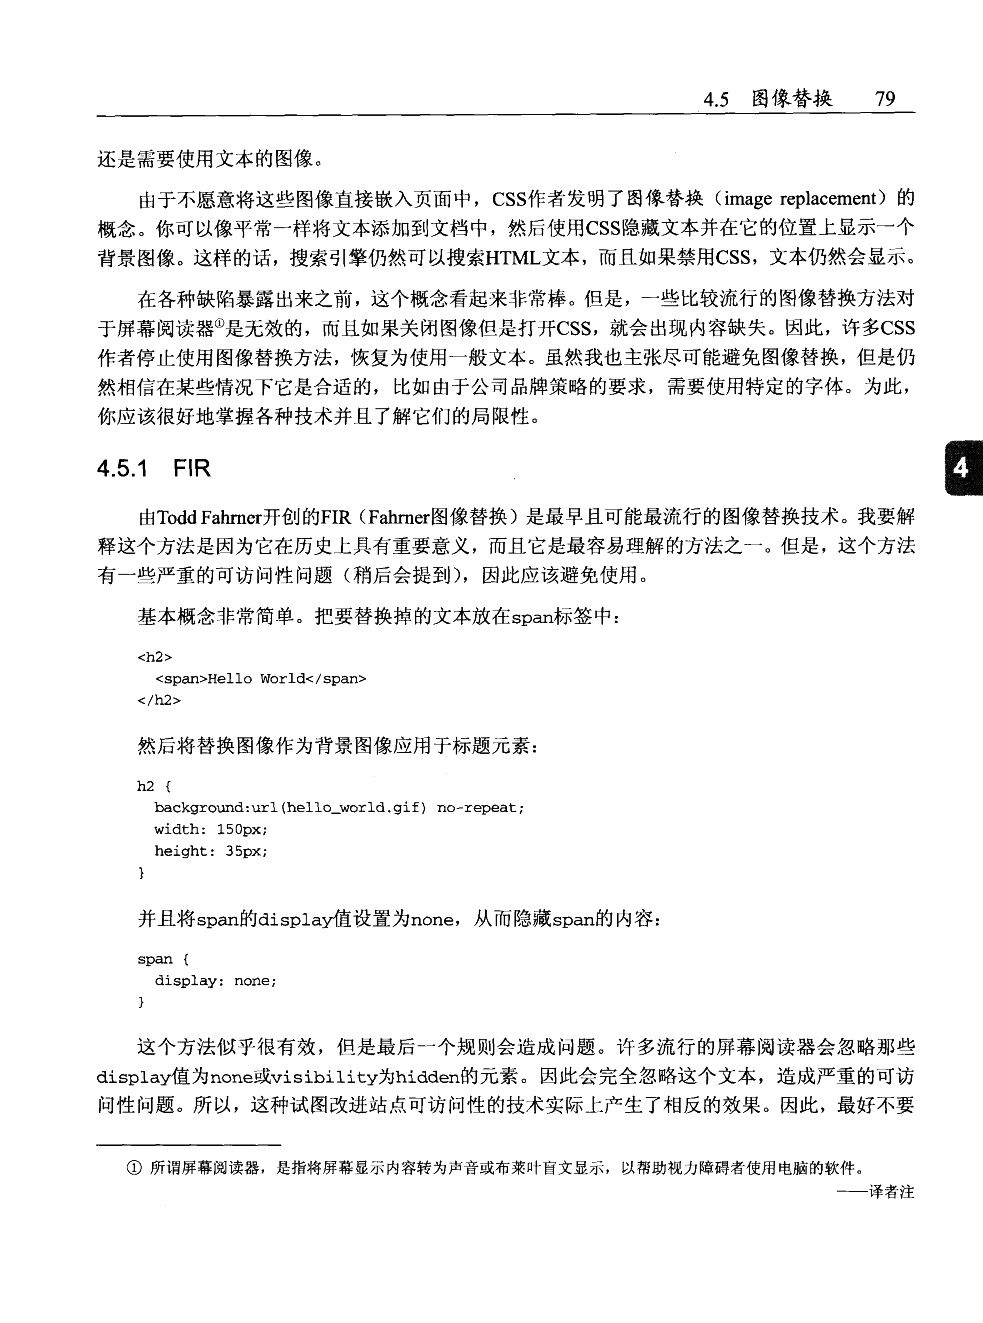 4.5 图像替换 79
还是需要使用文本的图像。
由于不愿意将这些图像直接嵌入页面中，CSS作者发明了图像替换（image replacement）的
概念。你可以像平常一样将文本添加到文档中，然后使用CSS隐藏文本并在它的位置上显示一个
背景图像。这样的话，搜索引擎仍然可以搜索HTML文本，而且如果禁用CSS，文本仍然会显示。
在各种缺陷暴露出来之前，这个概念看起来非常棒。但是，一些比较流行的图像替换方法对
于屏幕阅读器①是无效的，而且如果关闭图像但是打开CSS，就会出现内容缺失。因此，许多CSS
作者停止使用图像替换方法，恢复为使用一般文本。虽然我也主张尽可能避免图像替换，但是仍
然相信在某些情况下它是合适的，比如由于公司品牌策略的要求，需要使用特定的字体。为此，
你应该很好地掌握各种技术并且了解它们的局限性。
4.5.1 FIR
4
由Todd Fahrner开创的FIR（Fahrner图像替换）是最早且可能最流行的图像替换技术。我要解
释这个方法是因为它在历史上具有重要意义，而且它是最容易理解的方法之一。但是，这个方法
有一些严重的可访问性问题（稍后会提到），因此应该避免使用。
基本概念非常简单。把要替换掉的文本放在span标签中：
<h2>
<span>Hello World</span>
</h2>
然后将替换图像作为背景图像应用于标题元素：
h2 {
background:url(hello_world.gif) no-repeat;
width: 150px;
height: 35px;
}
并且将span的display值设置为none，从而隐藏span的内容：
span {
display: none;
}
这个方法似乎很有效，但是最后一个规则会造成问题。许多流行的屏幕阅读器会忽略那些
display值为none或visibility为hidden的元素。因此会完全忽略这个文本，造成严重的可访
问性问题。所以，这种试图改进站点可访问性的技术实际上产生了相反的效果。因此，最好不要
① 所谓屏幕阅读器，是指将屏幕显示内容转为声音或布莱叶盲文显示，以帮助视力障碍者使用电脑的软件。
——译者注